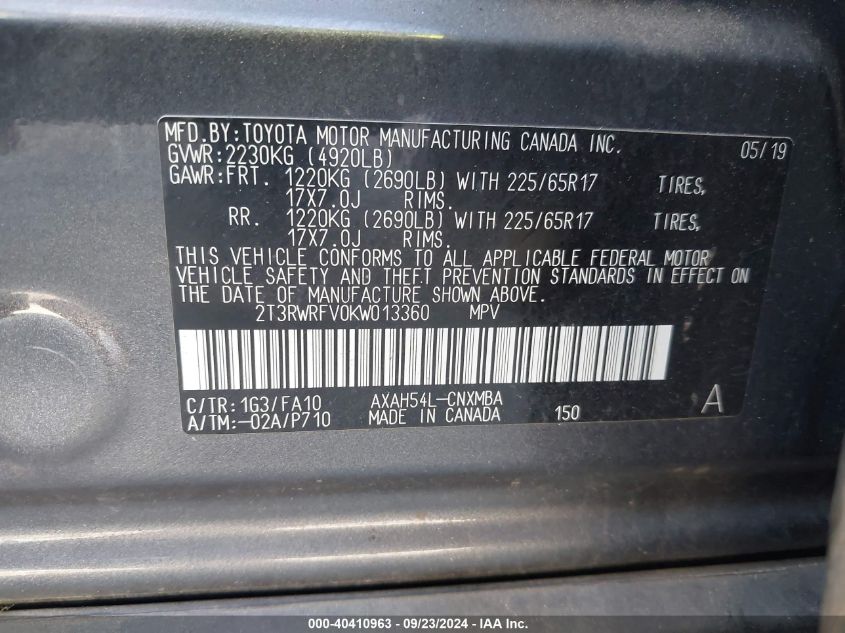 MFD.BY:TOYOTA MOTOR MANUFACTURING CANADA INC. 05/19
GVWR:2230KG (4920LB)
GAWR:FRT. 1220KG (2690LB) WITH 225/65R17 TIRES,
17X7.0J RIMS.
RR. 1220KG (2690LB) WITH 225/65R17 TIRES,
17X7.0J RIMS.
THIS VEHICLE CONFORMS TO ALL APPLICABLE FEDERAL MOTOR
VEHICLE SAFETY AND THEFT PREVENTION STANDARDS IN EFFECT ON
THE DATE OF MANUFACTURE SHOWN ABOVE.
2T3RWRFV0KW013360 MPV
C/TR:1G3/FA10 AXAH54L-CNXMBA A
A/TM:-02A/P710 MADE IN CANADA 150
000-40410963 - 09/23/2024 - IAA Inc.